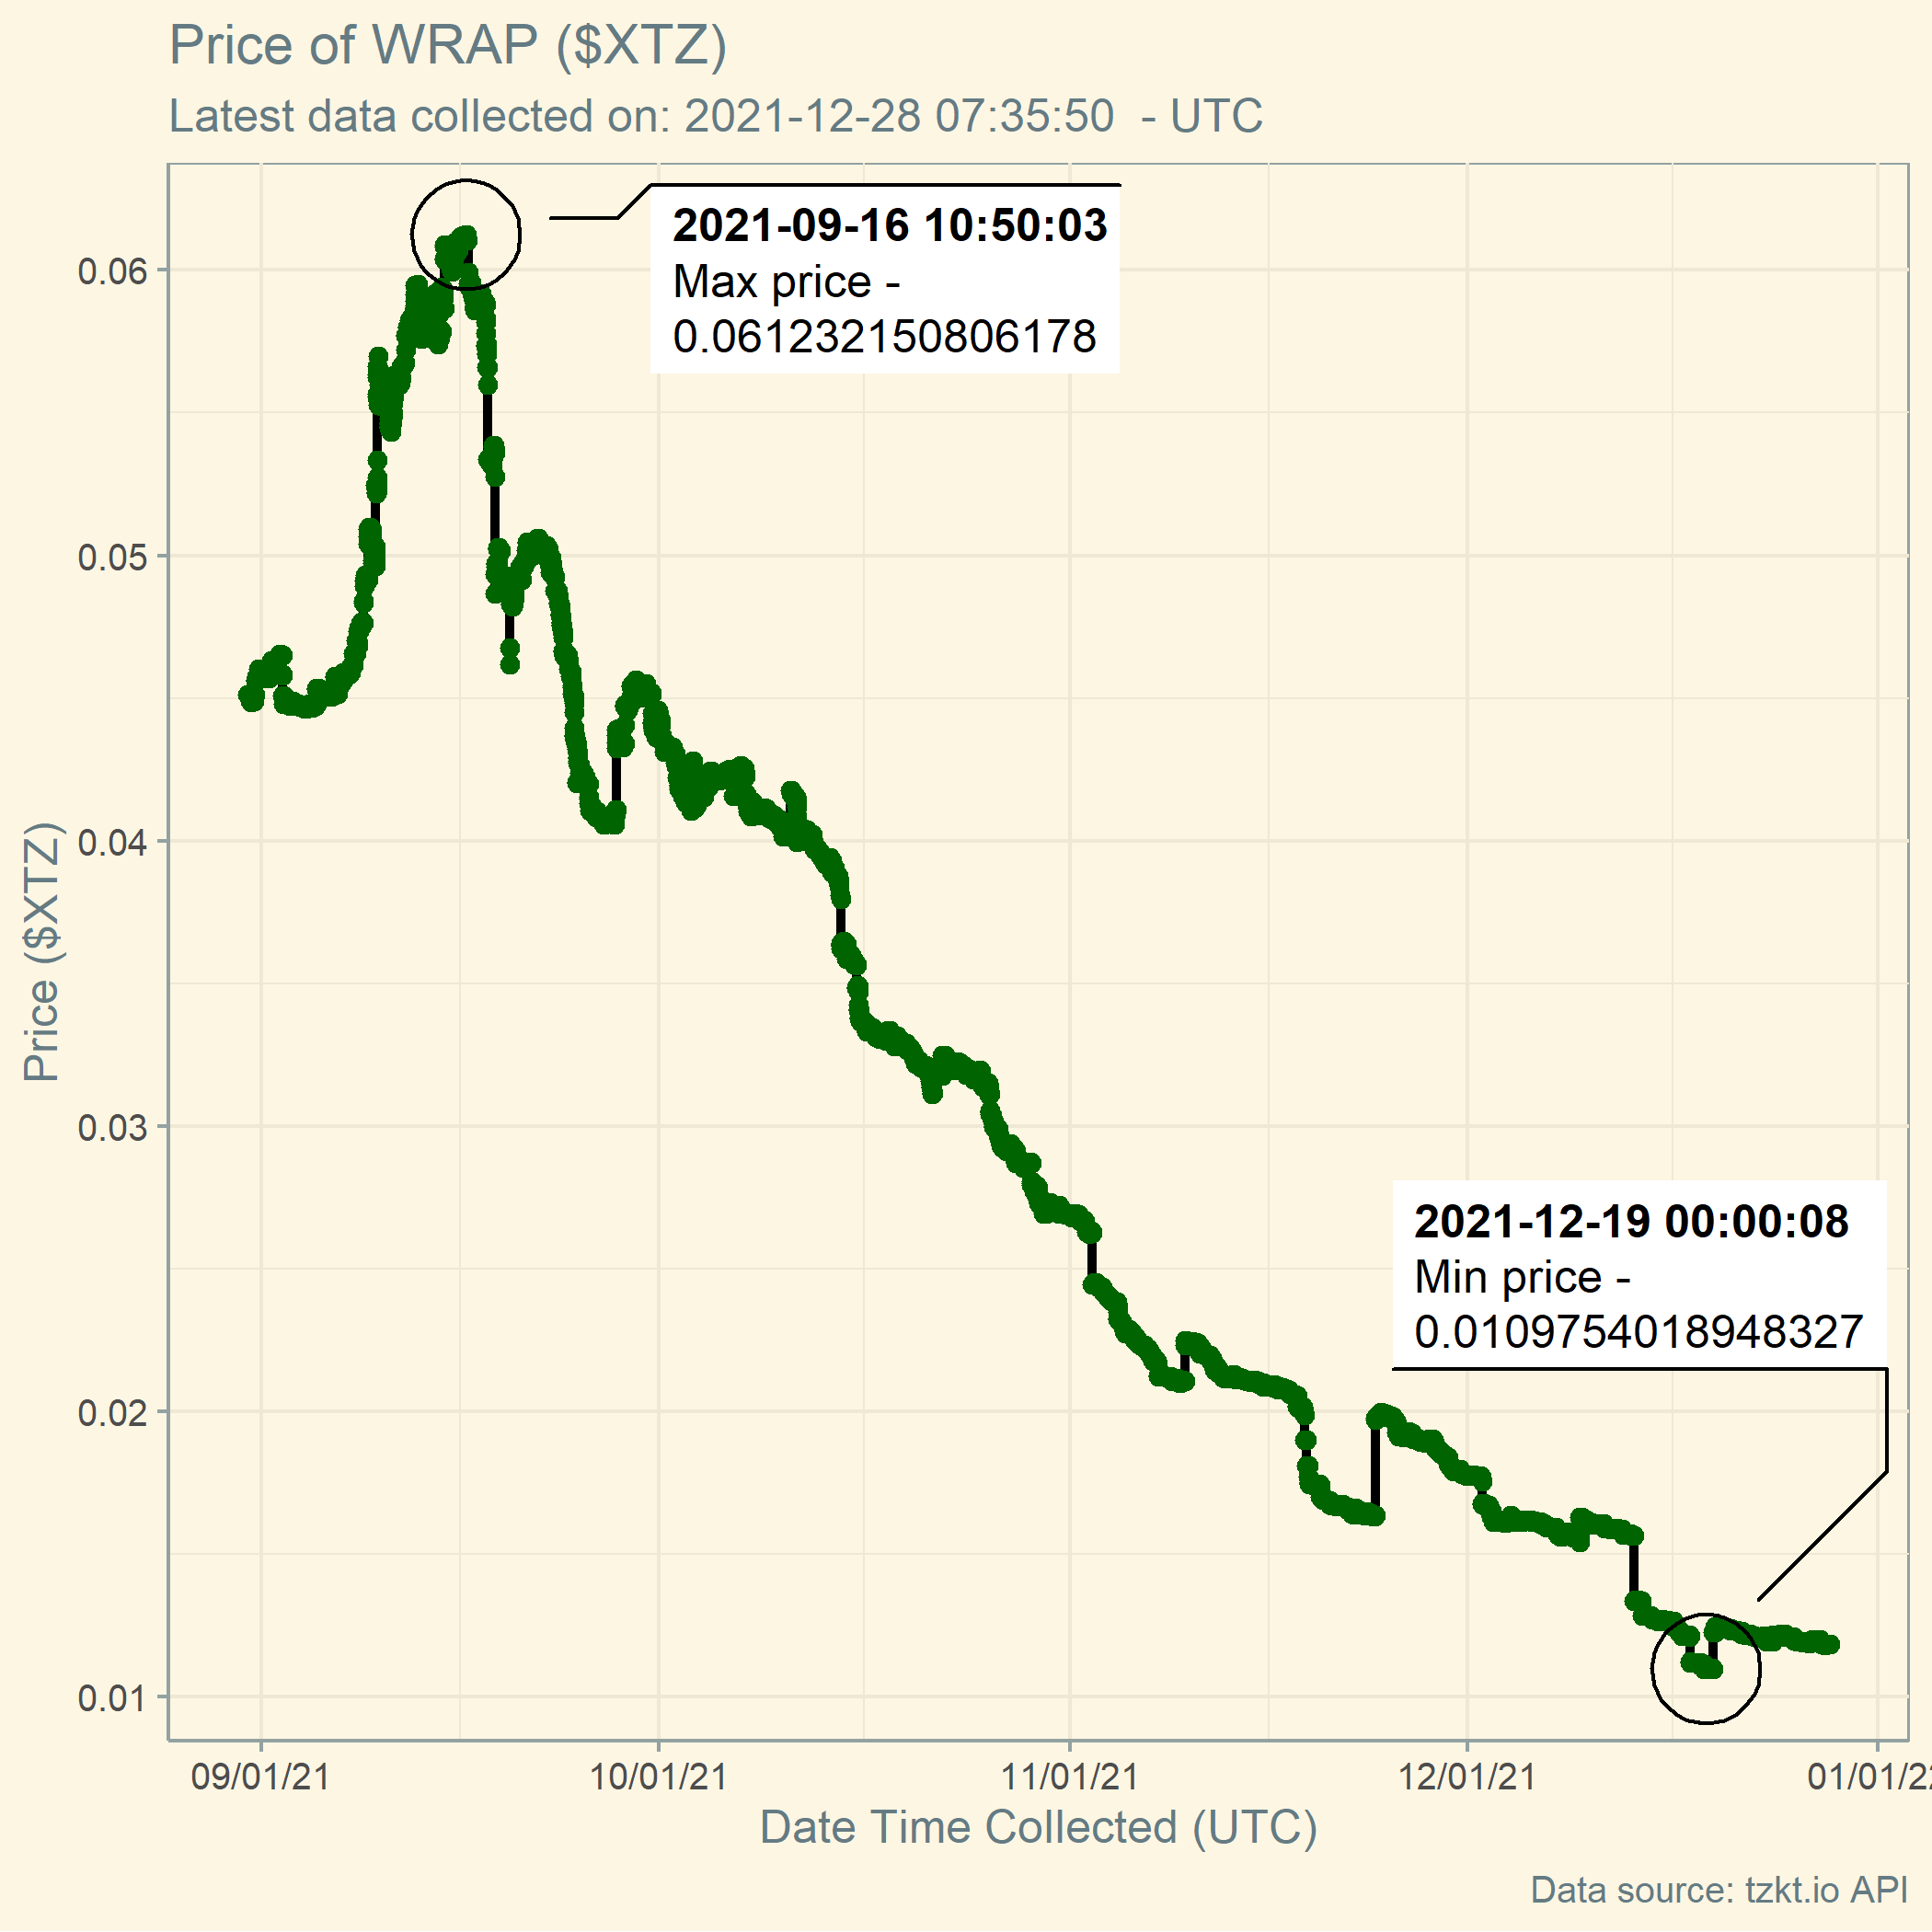 Price of WRAP ($XTZ)
Latest data collected on: 2021-12-28 07:35:50  - UTC
2021-09-16 10:50:03
Max price -
0.061232150806178
0.06
0.05
0.04
0.03
0.02
0.01
Price ($XTZ)
2021-12-19 00:00:08
Min price -
0.0109754018948327
09/01/21 10/01/21 11/01/21 12/01/21 01/01/22
Date Time Collected (UTC)
Data source: tzkt.io API